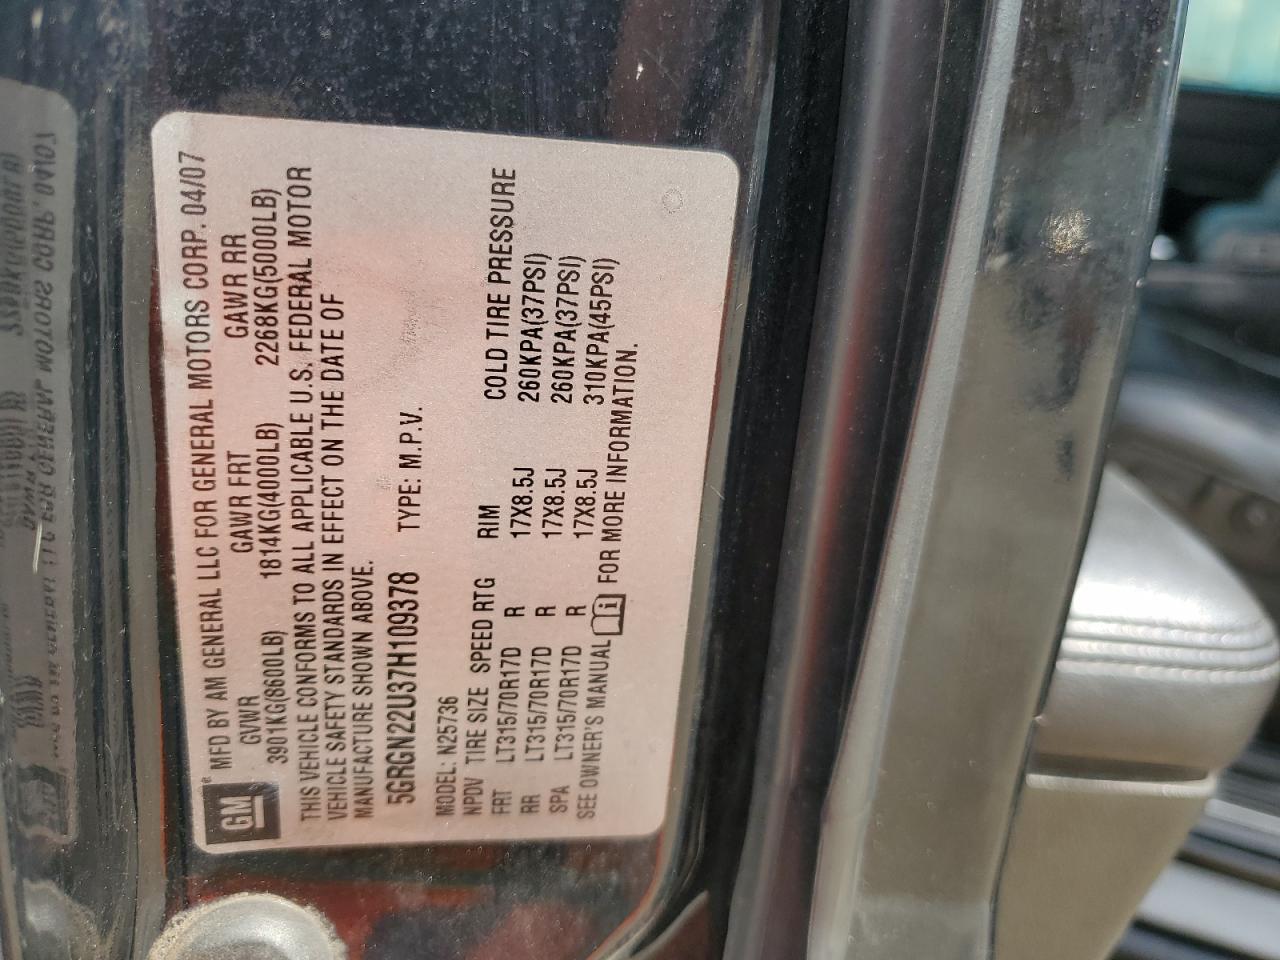 GM
MFD BY AM GENERAL LLC FOR GENERAL MOTORS CORP. 04/07
GVWR GAWR FRT GAWR RR
3901KG(8600LB) 1814KG(4000LB) 2268KG(5000LB)
THIS VEHICLE CONFORMS TO ALL APPLICABLE U.S. FEDERAL MOTOR
VEHICLE SAFETY STANDARDS IN EFFECT ON THE DATE OF
MANUFACTURE SHOWN ABOVE.
5GRGN22U37H109378 TYPE: M.P.V.
MODEL: N25736
NPDV TIRE SIZE SPEED RTG RIM COLD TIRE PRESSURE
FRT LT315/70R17D R 17X8.5J 260KPA(37PSI)
RR LT315/70R17D R 17X8.5J 260KPA(37PSI)
SPA LT315/70R17D R 17X8.5J 310KPA(45PSI)
SEE OWNER'S MANUAL i FOR MORE INFORMATION.